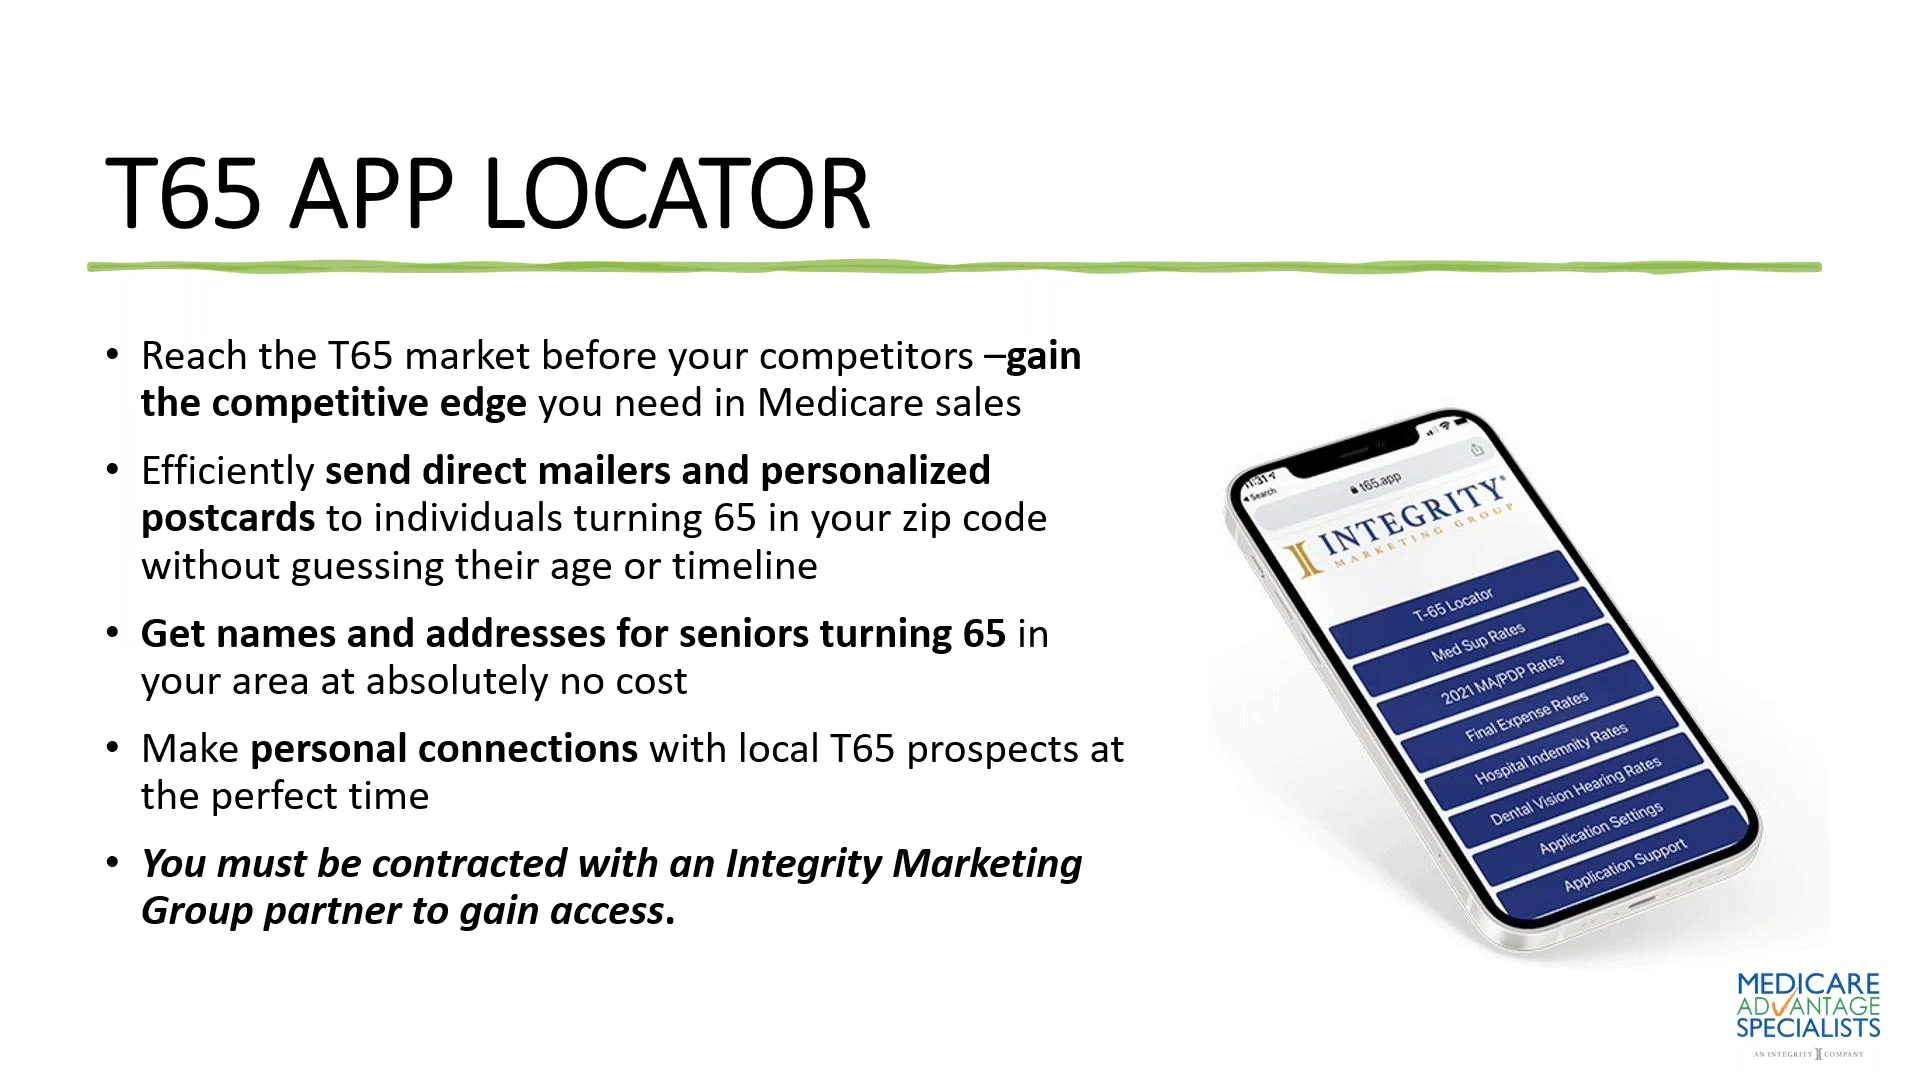 T65 APP LOCATOR
• Reach the T65 market before your competitors –gain
the competitive edge you need in Medicare sales
• Efficiently send direct mailers and personalized
postcards to individuals turning 65 in your zip code
without guessing their age or timeline
• Get names and addresses for seniors turning 65 in
your area at absolutely no cost
• Make personal connections with local T65 prospects at
the perfect time
• You must be contracted with an Integrity Marketing
Group partner to gain access.
11:31
Search
t65.app
INTEGRITY®
MARKETING GROUP
T-65 Locator
Med Sup Rates
2021 MA/PDP Rates
Final Expense Rates
Hospital Indemnity Rates
Dental Vision Hearing Rates
Application Settings
Application Support
MEDICARE
ADVANTAGE
SPECIALISTS
AN INTEGRITY COMPANY